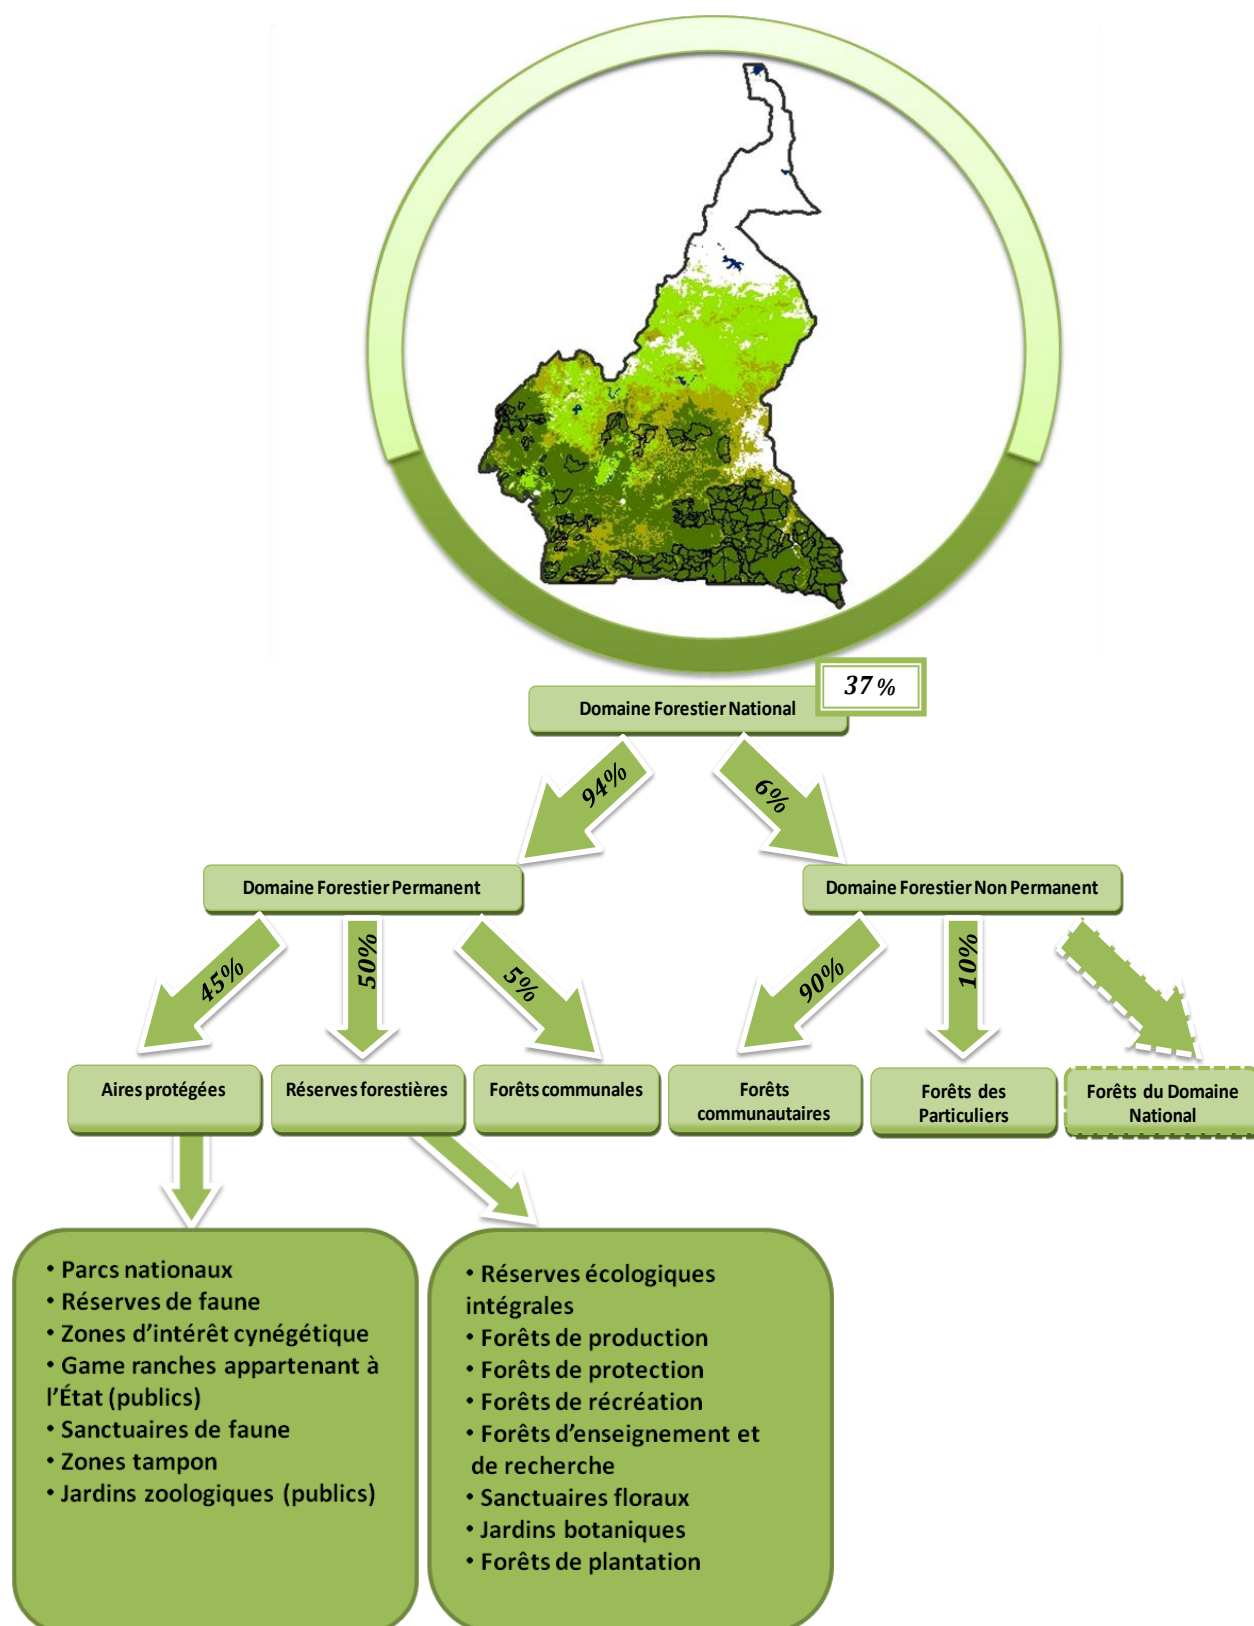 37 %
Domaine Forestier National
94%
6%
Domaine Forestier Permanent
Domaine Forestier Non Permanent
45%
50%
5%
90%
10%
Aires protégées
Réserves forestières
Forêts communales
Forêts
communautaires
Forêts des
Particuliers
Forêts du Domaine
National
• Parcs nationaux
• Réserves de faune
• Zones d'intérêt cynégétique
• Game ranches appartenant à
l'État (publics)
• Sanctuaires de faune
• Zones tampon
• Jardins zoologiques (publics)
• Réserves écologiques
intégrales
• Forêts de production
• Forêts de protection
• Forêts de récréation
• Forêts d'enseignement et
de recherche
• Sanctuaires floraux
• Jardins botaniques
• Forêts de plantation